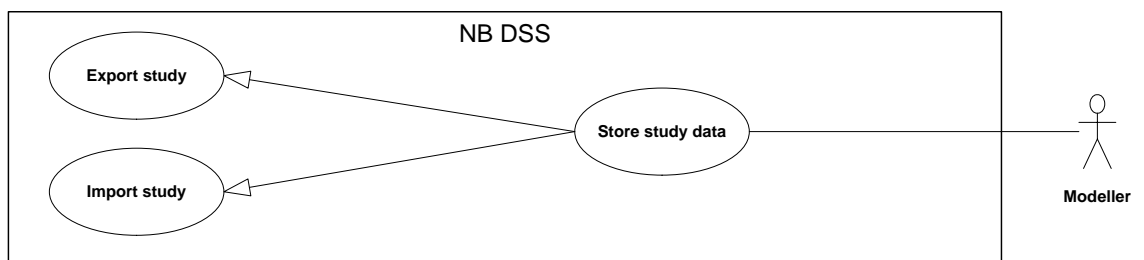 NB DSS
Export study
Store study data
Import study
Modeller